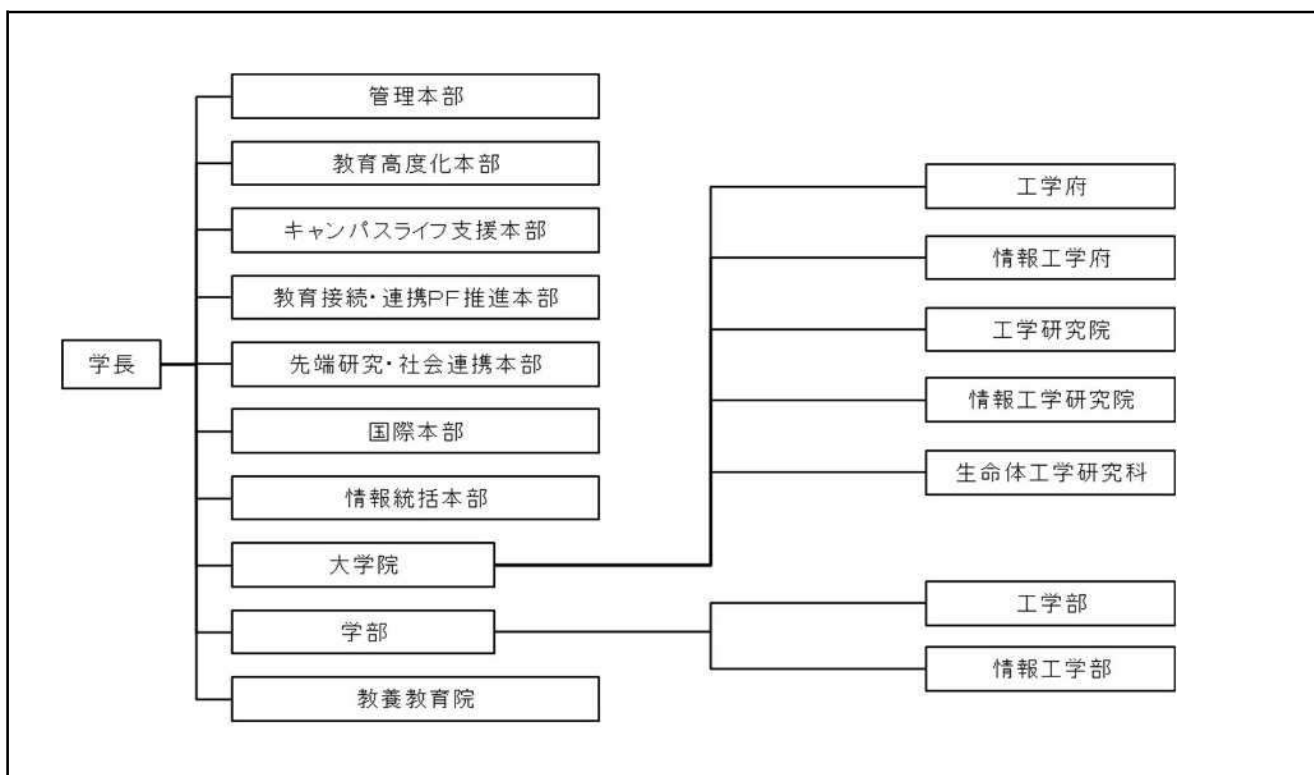 学長
管理本部
教育高度化本部
キャンパスライフ支援本部
教育接続・連携PF推進本部
先端研究・社会連携本部
国際本部
情報統括本部
大学院
学部
教養教育院
工学府
情報工学府
工学研究院
情報工学研究院
生命体工学研究科
工学部
情報工学部